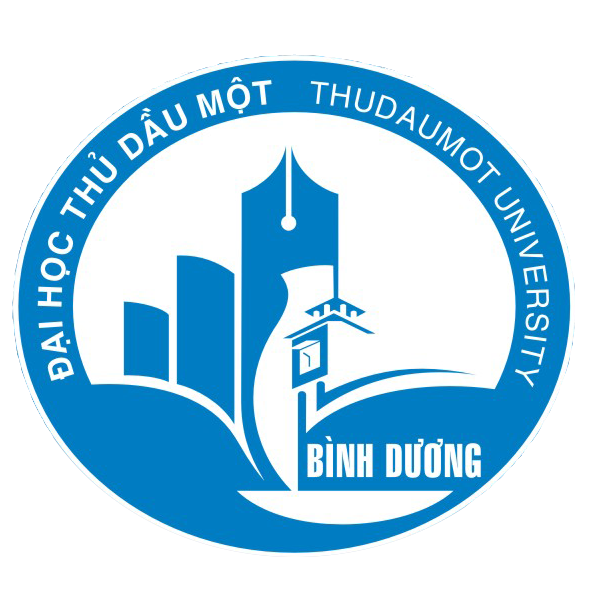 ĐẠI HỌC THỦ DẦU MỘT
THUDAUMOT UNIVERSITY
BÌNH DƯƠNG